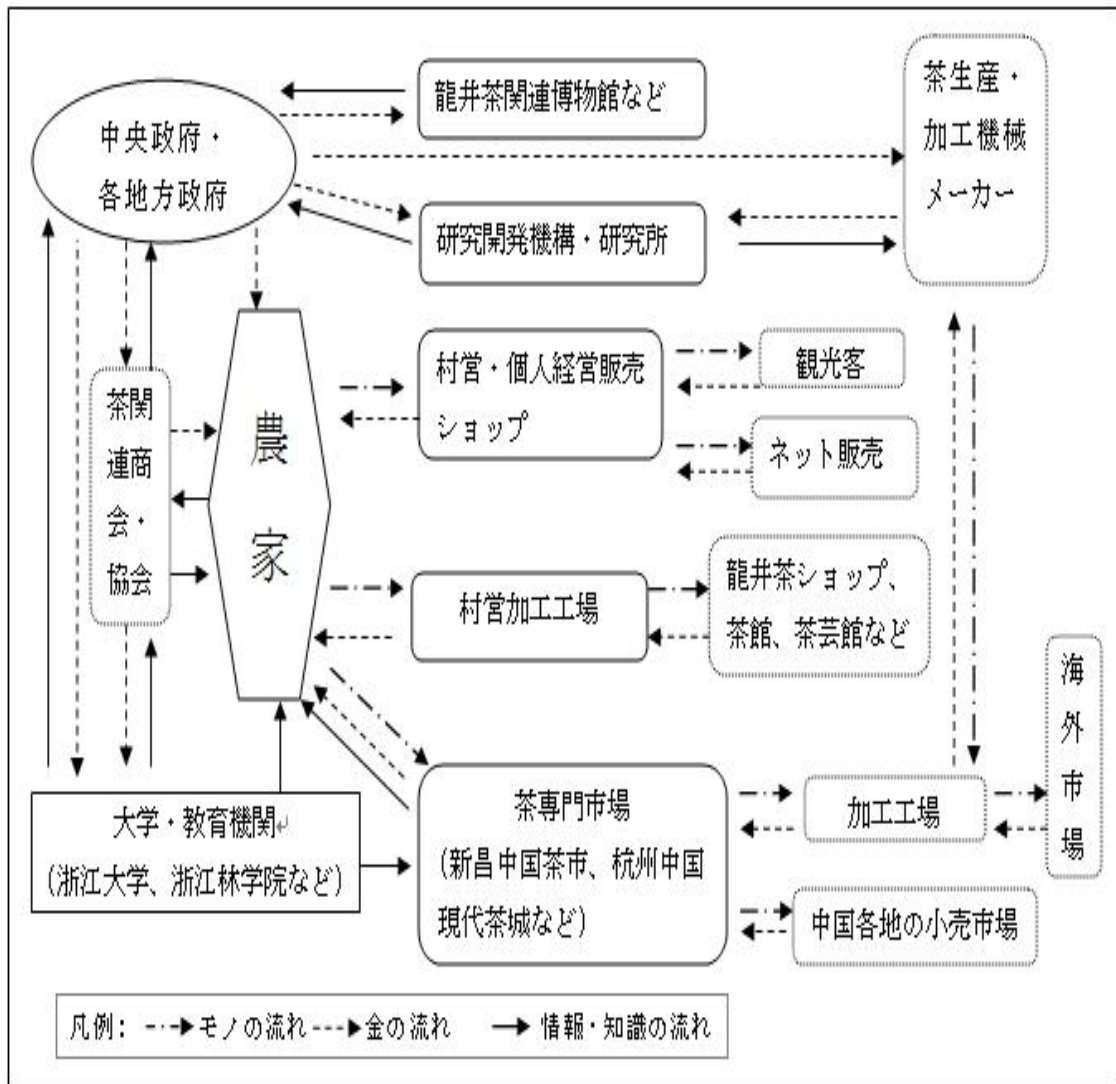 龍井茶関連博物館など
中央政府・
各地方政府
茶生産・
加工機械
メーカー
研究開発機構・研究所
村営・個人経営販売
ショップ
観光客
ネット販売
茶関
連商
会・
協会
農
家
村営加工工場
龍井茶ショップ、
茶館、茶芸館など
海
外
市
場
大学・教育機関↵
(浙江大学、浙江林学院など)
茶専門市場
(新昌中国茶市、杭州中国
現代茶城など)
加工工場
中国各地の小売市場
凡例: モノの流れ 金の流れ 情報・知識の流れ